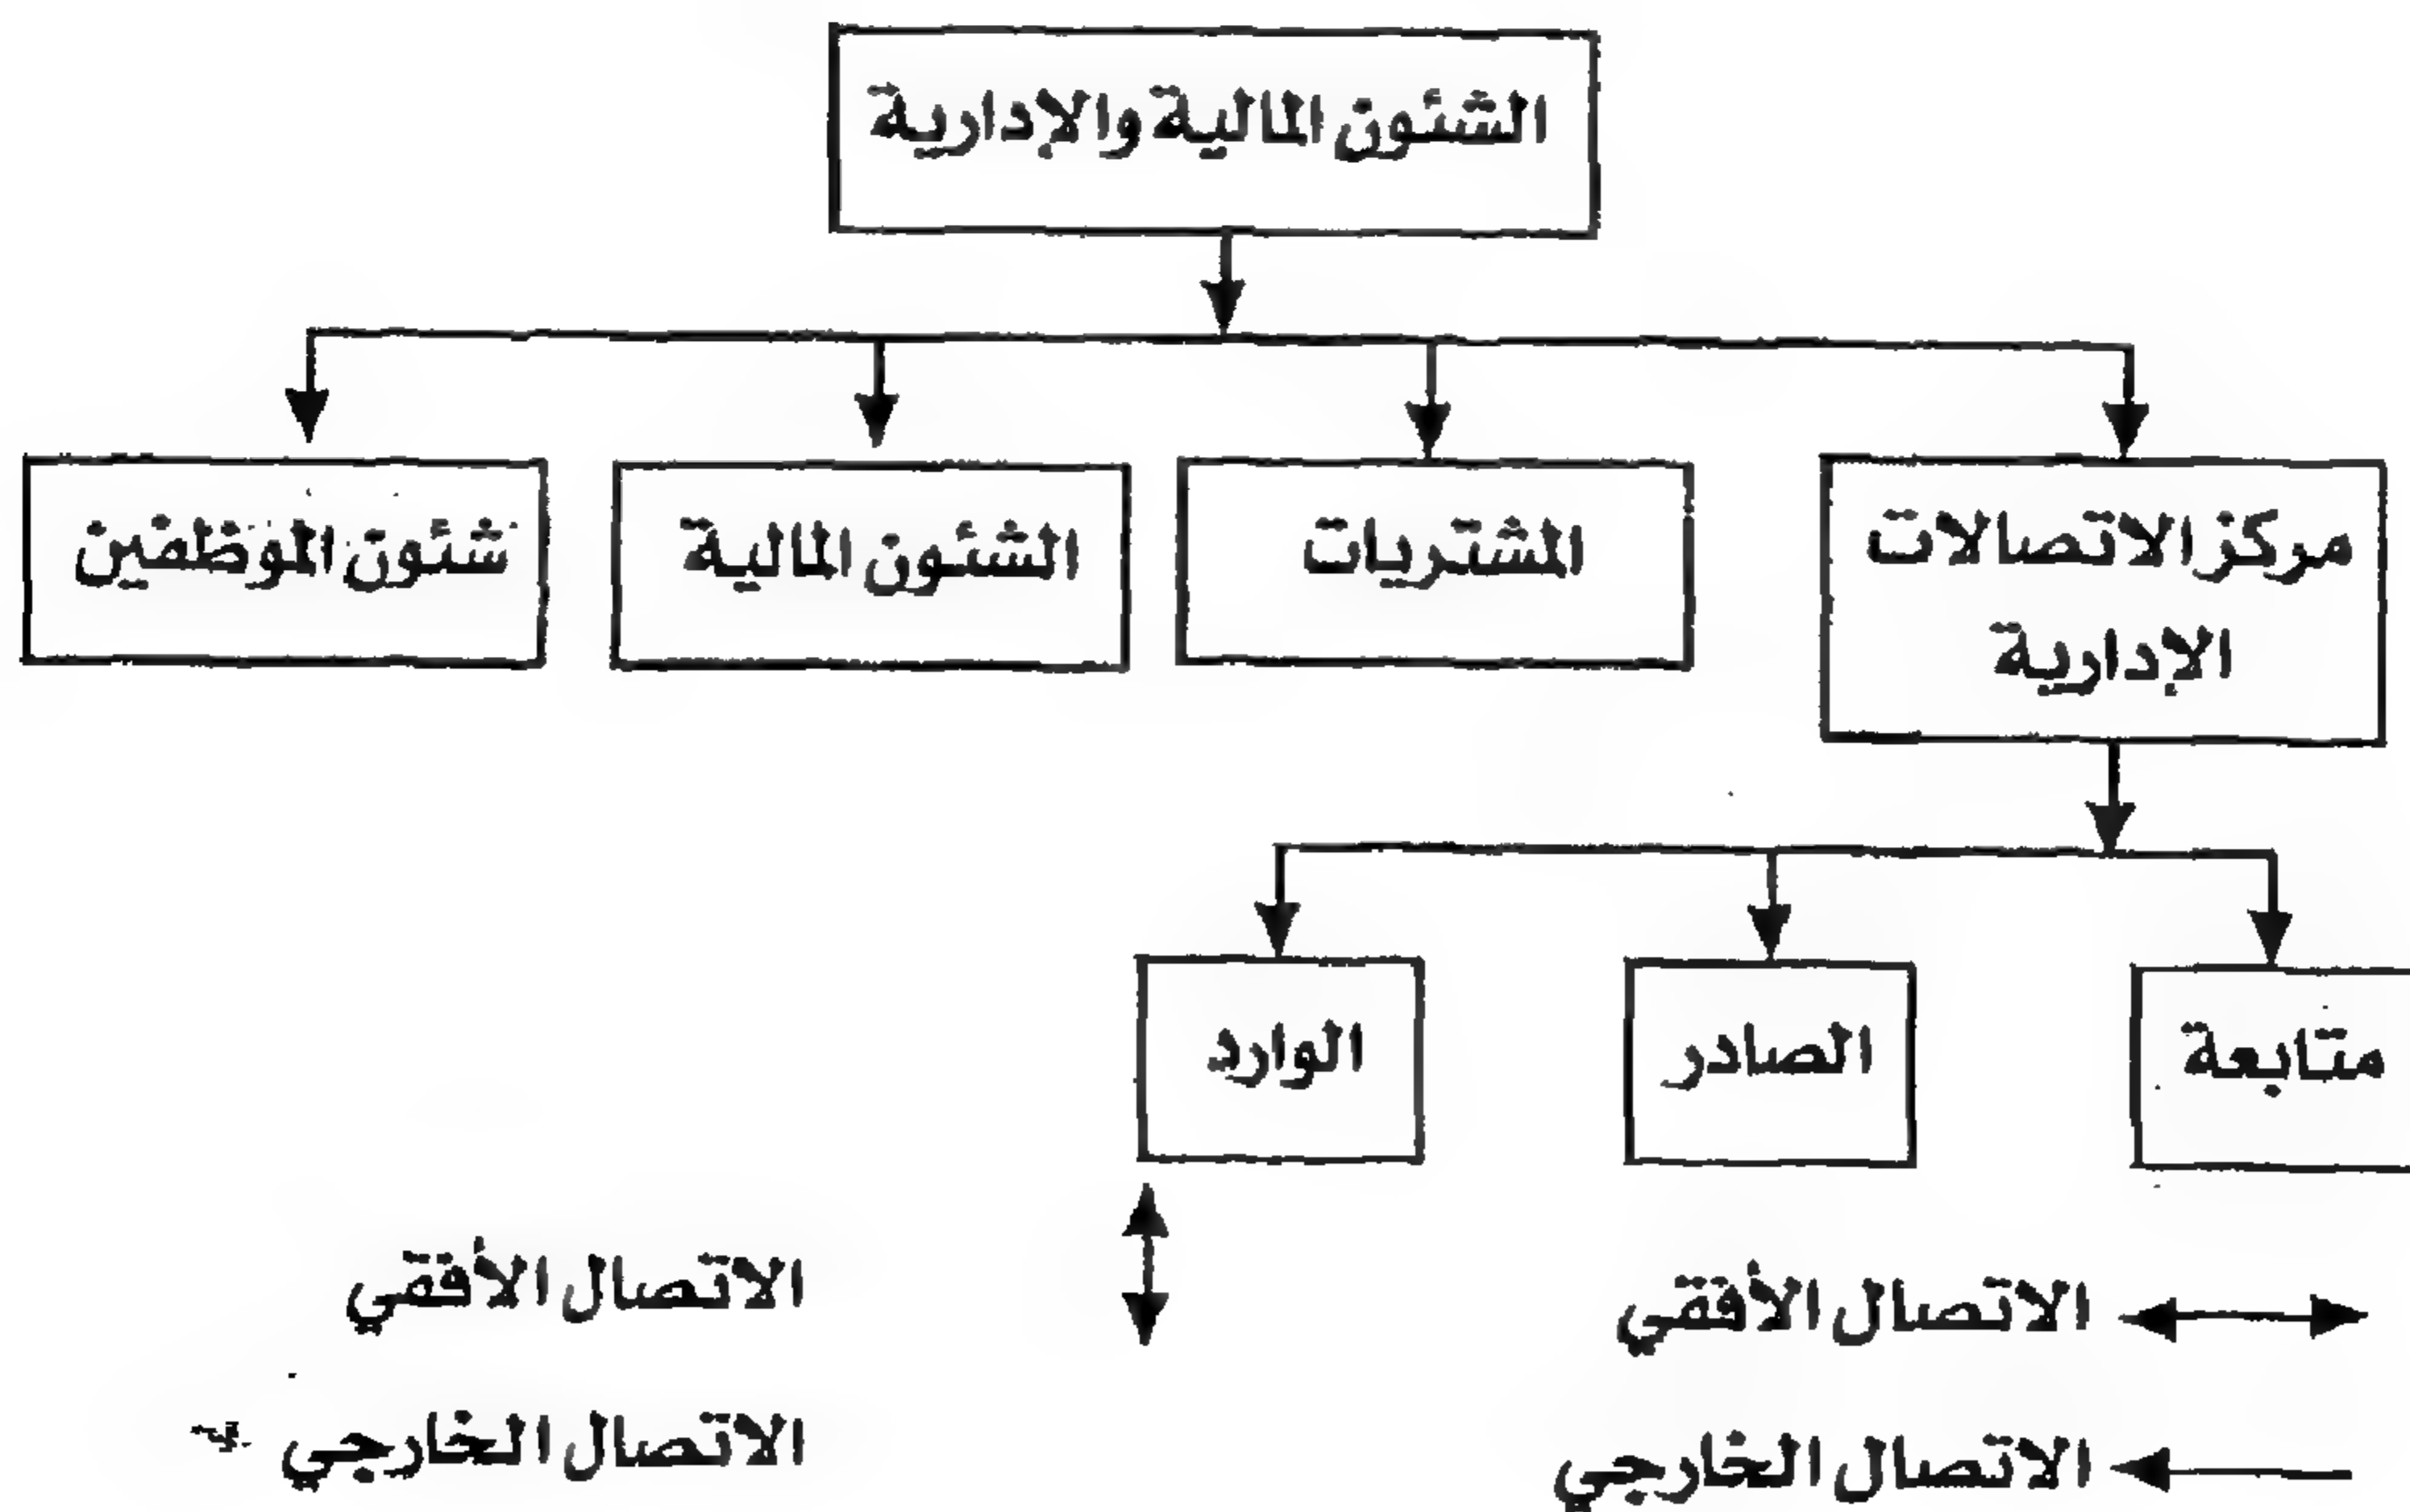 الشئون المالية والإدارية
مركز الاتصالات
الإدارية
المشتريات
الشئون المالية
شئون الموظفين
متابعة
الصادر
الوارد
الاتصال الأفقي
الاتصال الأفقي
الاتصال الخارجي
الاتصال الخارجي